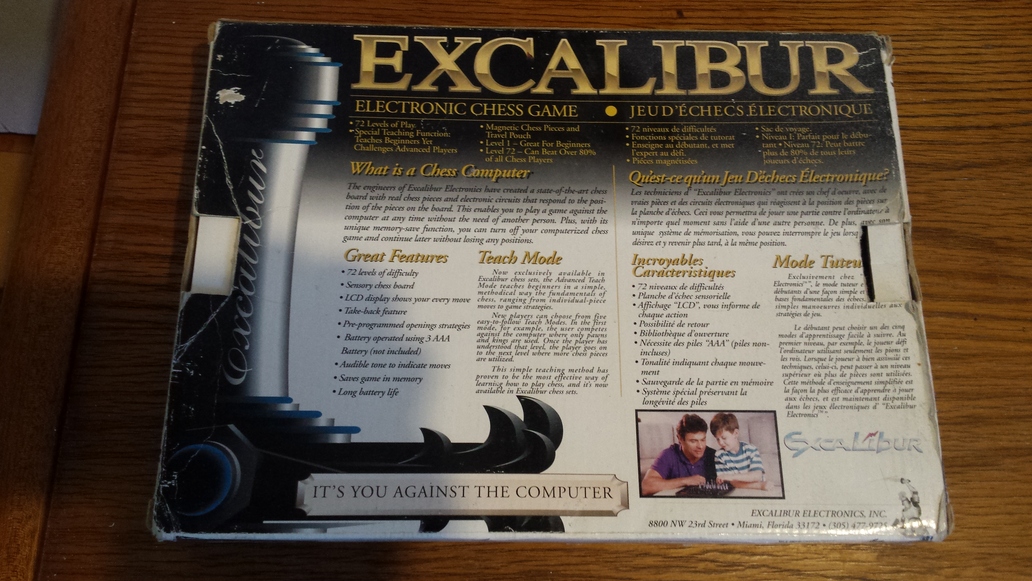 EXCALIBUR
ELECTRONIC CHESS GAME • JEU D'ÉCHECS ÉLECTRONIQUE
• 72 Levels of Play
• Special Teaching Function:
Teaches Beginners Yet
Challenges Advanced Players
• Magnetic Chess Pieces and
Travel Pouch
• Level 1 – Great For Beginners
• Level 72 – Can Beat Over 80%
of all Chess Players
• 72 niveaux de difficultés
• Fonctions spéciales de tutorat
• Enseigne au débutant, et met
l'expert au défi.
• Pièces magnétisées
• Sac de voyage.
• Niveau 1: Parfait pour le débu-
tant • Niveau 72: Peut battre
plus de 80% de tous
joueurs d'échecs.
Excalibur
What is a Chess Computer
The engineers of Excalibur Electronics have created a state-of-the-art chess
board with real chess pieces and electronic circuits that respond to the posi-
tion of the pieces on the board. This enables you to play a game against the
computer at any time without the need of another person. Plus, with its
unique memory-save function, you can turn off your computerized chess
game and continue later without losing any positions.
Great Features
• 72 levels of difficulty
• Sensory chess board
• LCD display shows your every move
• Take-back feature
• Pre-programmed openings strategies
• Battery operated using 3 AAA
Battery (not included)
• Audible tone to indicate moves
• Saves game in memory
• Long battery life
Teach Mode
Now exclusively available in
Excalibur chess sets, the Advanced Teach
Mode teaches beginners in a simple,
methodical way the fundamentals of
chess, ranging from individual-piece
moves to game strategies.
New players can choose from five
easy-to-follow Teach Modes. In the first
mode, for example, the user competes
against the computer where only pawns
and kings are used. Once the player has
understood that level, the player goes on
to the next level where more chess pieces
are utilized.
This simple teaching method has
proven to be the most effective way of
learning how to play chess, and it's now
available in Excalibur chess sets.
Qu'est-ce qu'un Jeu D'échecs Électronique?
Les techniciens d' "Excalibur Electronics" ont crées un chef d'oeuvre, avec de
vraies pièces et des circuits électroniques qui réagissent à la position des pièces sur
la planche d'échecs. Ceci vous permettra de jouer une partie contre l'ordinateur à
n'importe quel moment sans l'aide d'une autre personne. De plus, avec son
unique système de mémorisation, vous pouvez interrompre le jeu
désirez et y revenir plus tard, à la même position.
Incroyables
Caractéristiques
• 72 niveaux de difficultés
• Planche d'échec sensorielle
• Affichage "LCD", vous informe de
chaque action
• Possibilité de retour
• Bibliothèque d'ouverture
• Nécessite des piles "AAA" (piles non-
incluses)
• Tonalité indiquant chaque mouve-
ment
• Sauvegarde de la partie en mémoire
• Système spécial préservant la
longévité des piles
Mode
Exclusivement
Electronics"™, le mode tuteur
débutants d'une façon simple et
bases fondamentales des échecs,
simples manoeuvres individuelles aux
stratégies de jeu.
Le débutant peut choisir un des cinq
modes d'apprentissage facile à suivre. Au
premier niveau, par exemple, le joueur défi
l'ordinateur utilisant seulement les pions et
les rois. Lorsque le joueur à bien assimilé ces
techniques, celui-ci, peut passer à un niveau
supérieur où plus de pièces sont utilisées.
Cette méthode d'enseignement simplifiée est
la façon la plus efficace d'apprendre à jouer
aux échecs, et est maintenant disponible
dans les jeux électroniques d' "Excalibur
Electronics"™.
EXCALIBUR
IT'S YOU AGAINST THE COMPUTER
EXCALIBUR ELECTRONICS, INC.
8800 NW 23rd Street • Miami, Florida 33172 • (305) 477-